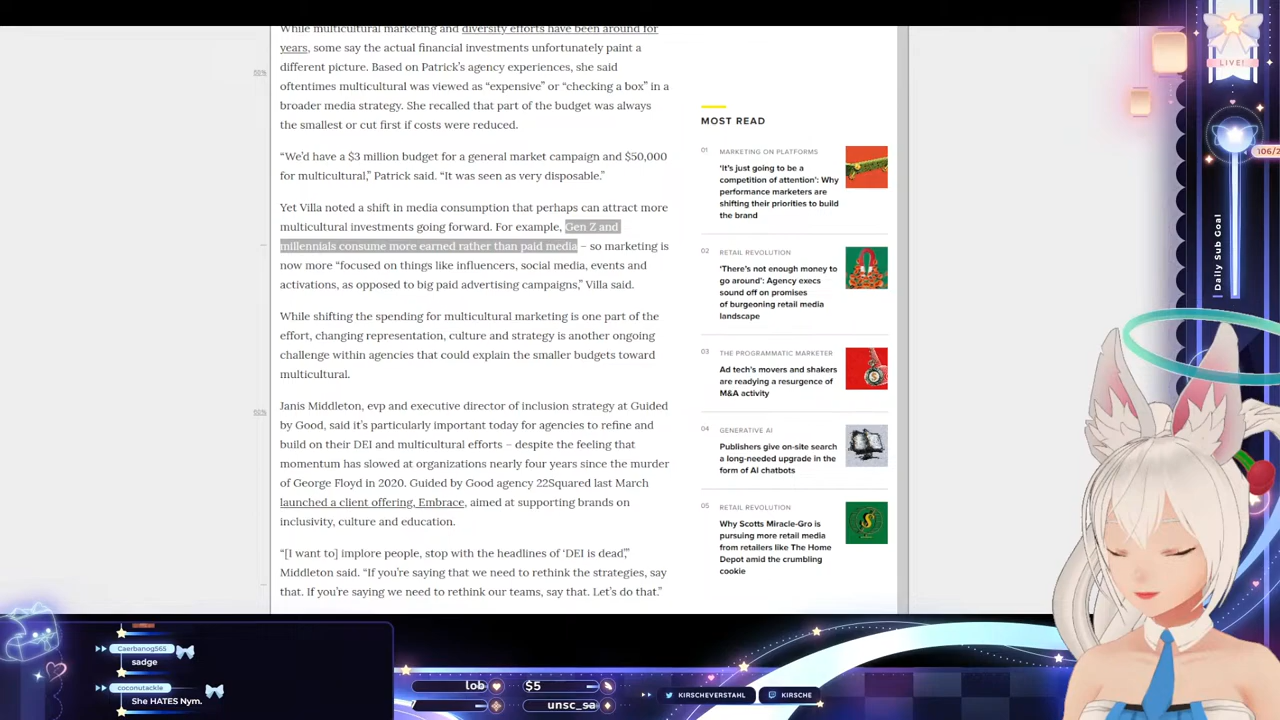 While multicultural marketing and diversity efforts have been around for
years, some say the actual financial investments unfortunately paint a
different picture. Based on Patrick's agency experiences, she said
oftentimes multicultural was viewed as “expensive” or “checking a box” in a
broader media strategy. She recalled that part of the budget was always
the smallest or cut first if costs were reduced.
“We'd have a $3 million budget for a general market campaign and $50,000
for multicultural,” Patrick said. “It was seen as very disposable.”
Yet Villa noted a shift in media consumption that perhaps can attract more
multicultural investments going forward. For example, Gen Z and
millennials consume more earned rather than paid media – so marketing is
now more “focused on things like influencers, social media, events and
activations, as opposed to big paid advertising campaigns,” Villa said.
While shifting the spending for multicultural marketing is one part of the
effort, changing representation, culture and strategy is another ongoing
challenge within agencies that could explain the smaller budgets toward
multicultural.
Janis Middleton, evp and executive director of inclusion strategy at Guided
by Good, said it's particularly important today for agencies to refine and
build on their DEI and multicultural efforts – despite the feeling that
momentum has slowed at organizations nearly four years since the murder
of George Floyd in 2020. Guided by Good agency 22Squared last March
launched a client offering, Embrace, aimed at supporting brands on
inclusivity, culture and education.
“[I want to] implore people, stop with the headlines of ‘DEI is dead’,”
Middleton said. “If you're saying that we need to rethink the strategies, say
that. If you're saying we need to rethink our teams, say that. Let's do that.”
50%
60%
MOST READ
01 MARKETING ON PLATFORMS
‘It's just going to be a
competition of attention’: Why
performance marketers are
shifting their priorities to build
the brand
02 RETAIL REVOLUTION
‘There's not enough money to
go around’: Agency execs
sound off on promises
of burgeoning retail media
landscape
03 THE PROGRAMMATIC MARKETER
Ad tech's movers and shakers
are readying a resurgence of
M&A activity
04 GENERATIVE AI
Publishers give on-site search
a long-needed upgrade in the
form of AI chatbots
05 RETAIL REVOLUTION
Why Scotts Miracle-Gro is
pursuing more retail media
from retailers like The Home
Depot amid the crumbling
cookie
LIVE!
106/2
Daily Sub Goal
Caerbanog565
sadge
coconutackle
She HATES Nym.
lob
$5
unsc_sa
KIRSCHEVERSTAHL
KIRSCHE